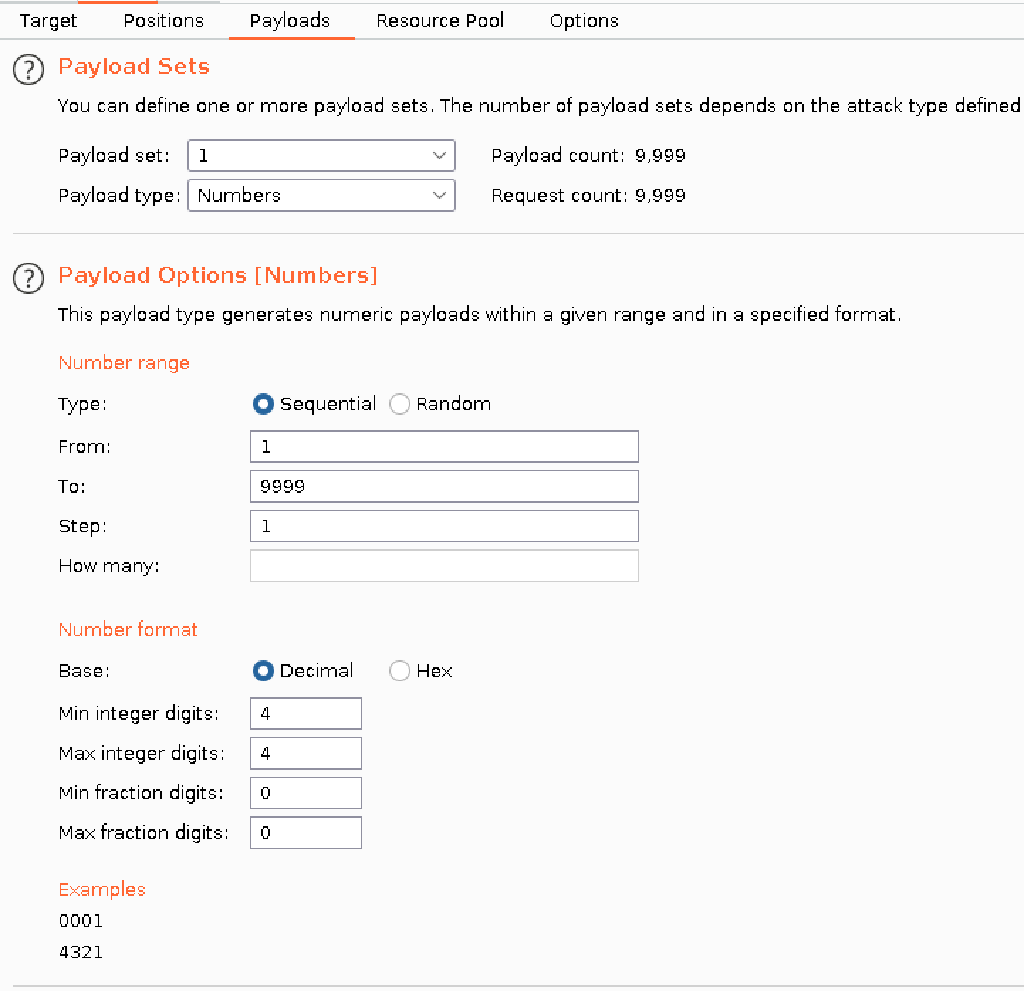 Target Positions Payloads Resource Pool Options
? Payload Sets
You can define one or more payload sets. The number of payload sets depends on the attack type defined
Payload set: 1 Payload count: 9,999
Payload type: Numbers Request count: 9,999
? Payload Options [Numbers]
This payload type generates numeric payloads within a given range and in a specified format.
Number range
Type: Sequential Random
From: 1
To: 9999
Step: 1
How many:
Number format
Base: Decimal Hex
Min integer digits: 4
Max integer digits: 4
Min fraction digits: 0
Max fraction digits: 0
Examples
0001
4321